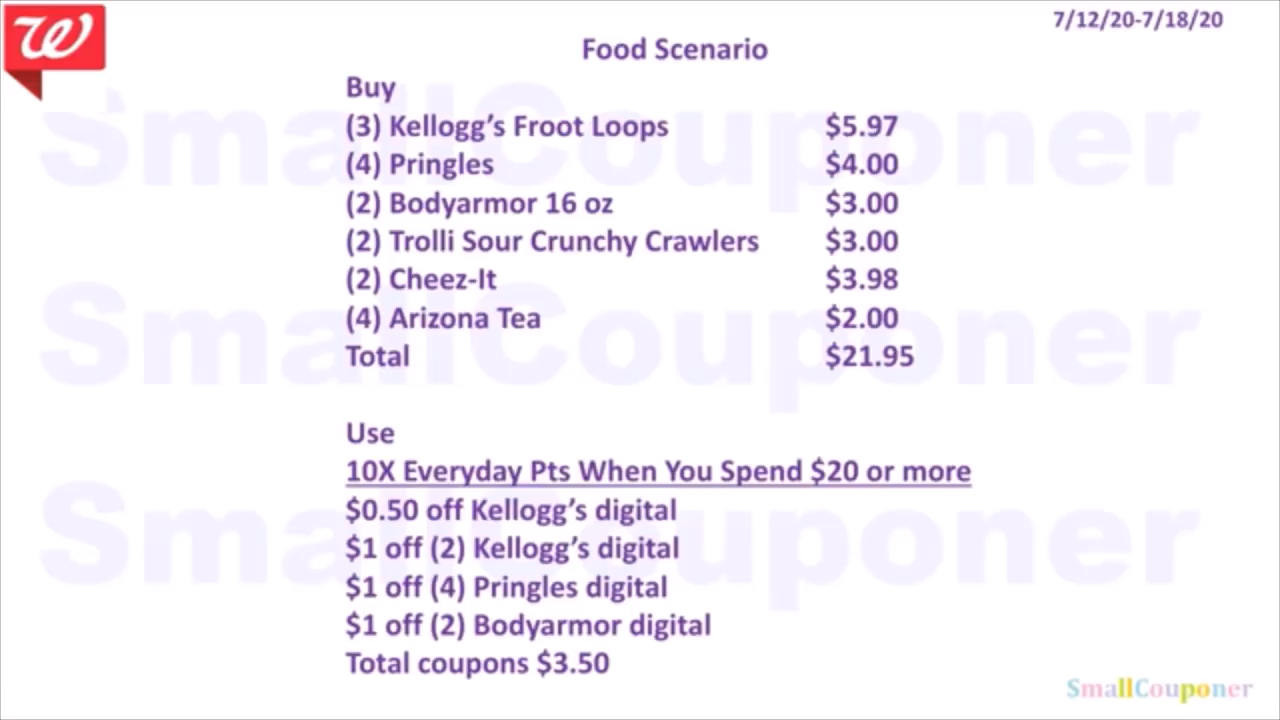 7/12/20-7/18/20
Food Scenario
Buy
(3) Kellogg's Froot Loops $5.97
(4) Pringles $4.00
(2) Bodyarmor 16 oz $3.00
(2) Trolli Sour Crunchy Crawlers $3.00
(2) Cheez-It $3.98
(4) Arizona Tea $2.00
Total $21.95
Use
10X Everyday Pts When You Spend $20 or more
$0.50 off Kellogg's digital
$1 off (2) Kellogg's digital
$1 off (4) Pringles digital
$1 off (2) Bodyarmor digital
Total coupons $3.50
SmallCouponer
SmallCouponer
SmallCouponer
SmallCouponer
W